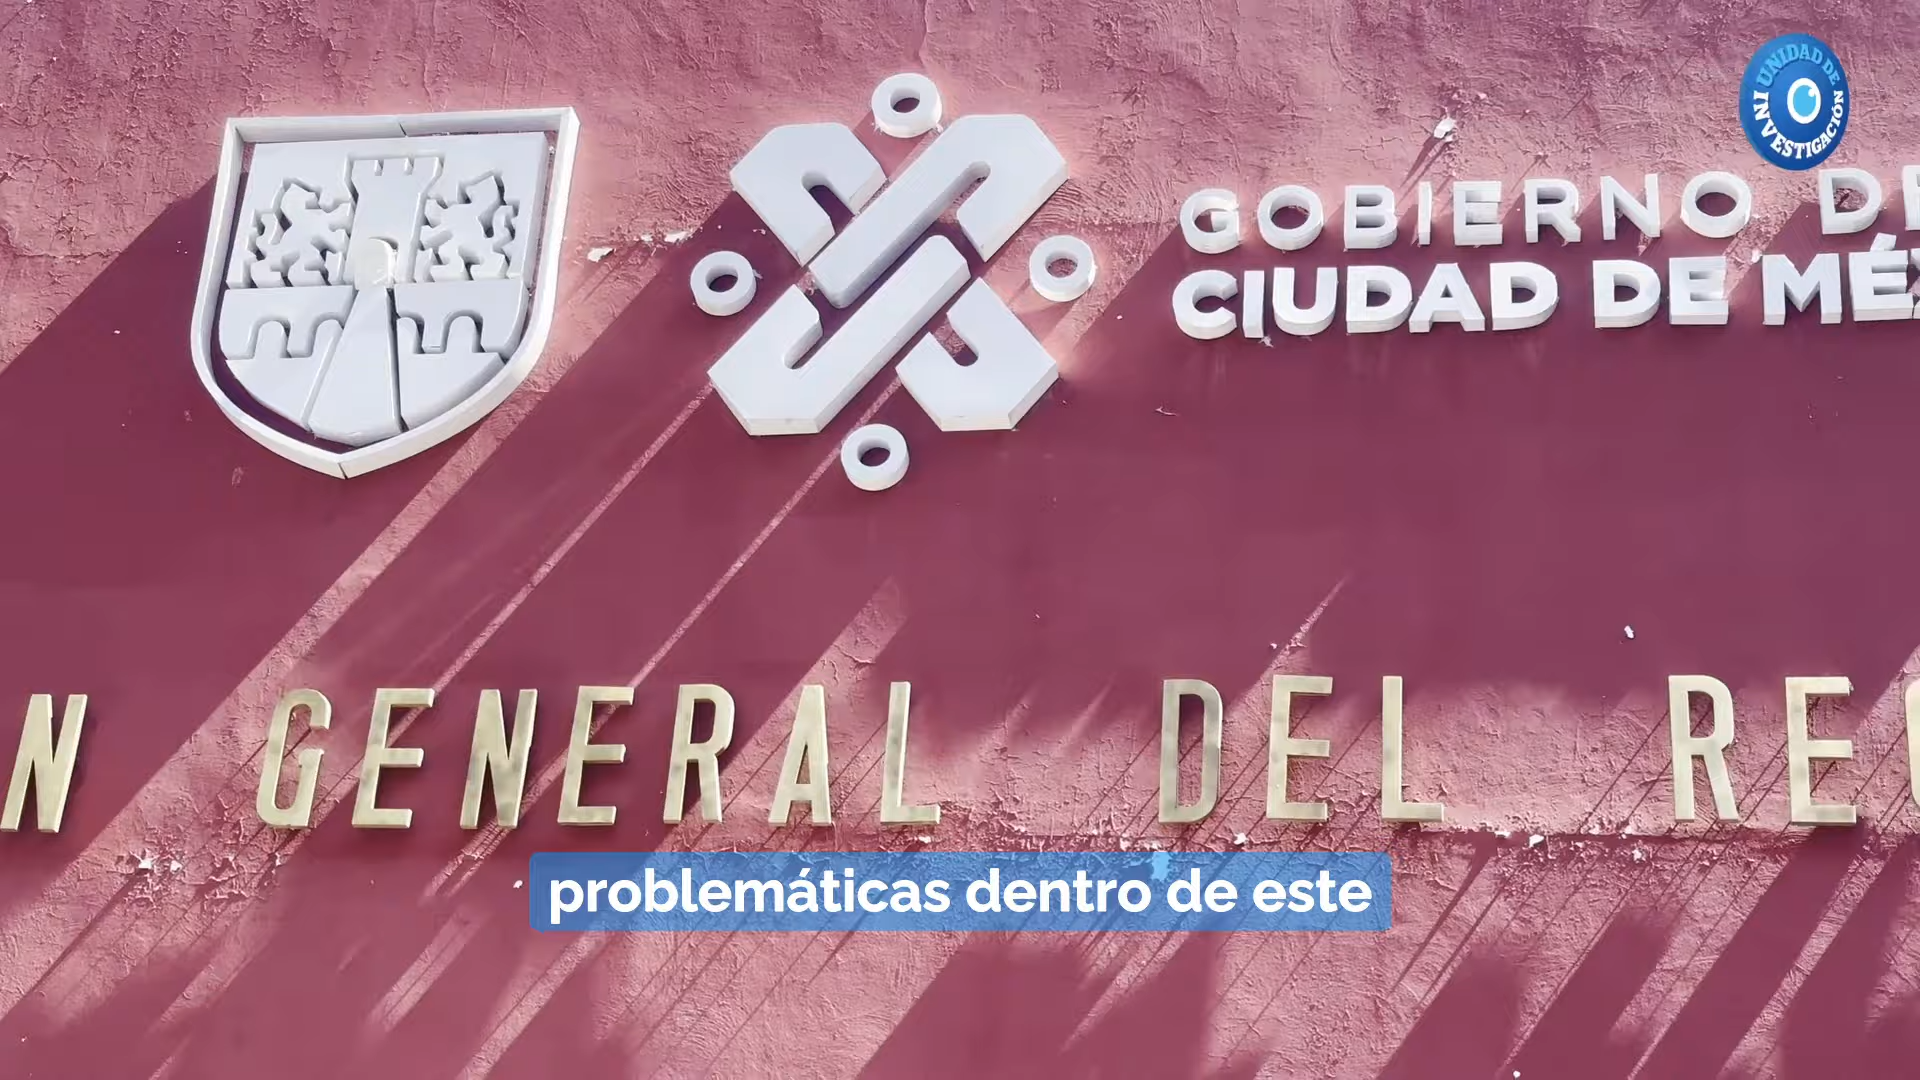 UNIDAD DE
INVESTIGACIÓN
GOBIERNO DE
CIUDAD DE MÉ
N GENERAL DEL RE
problemáticas dentro de este